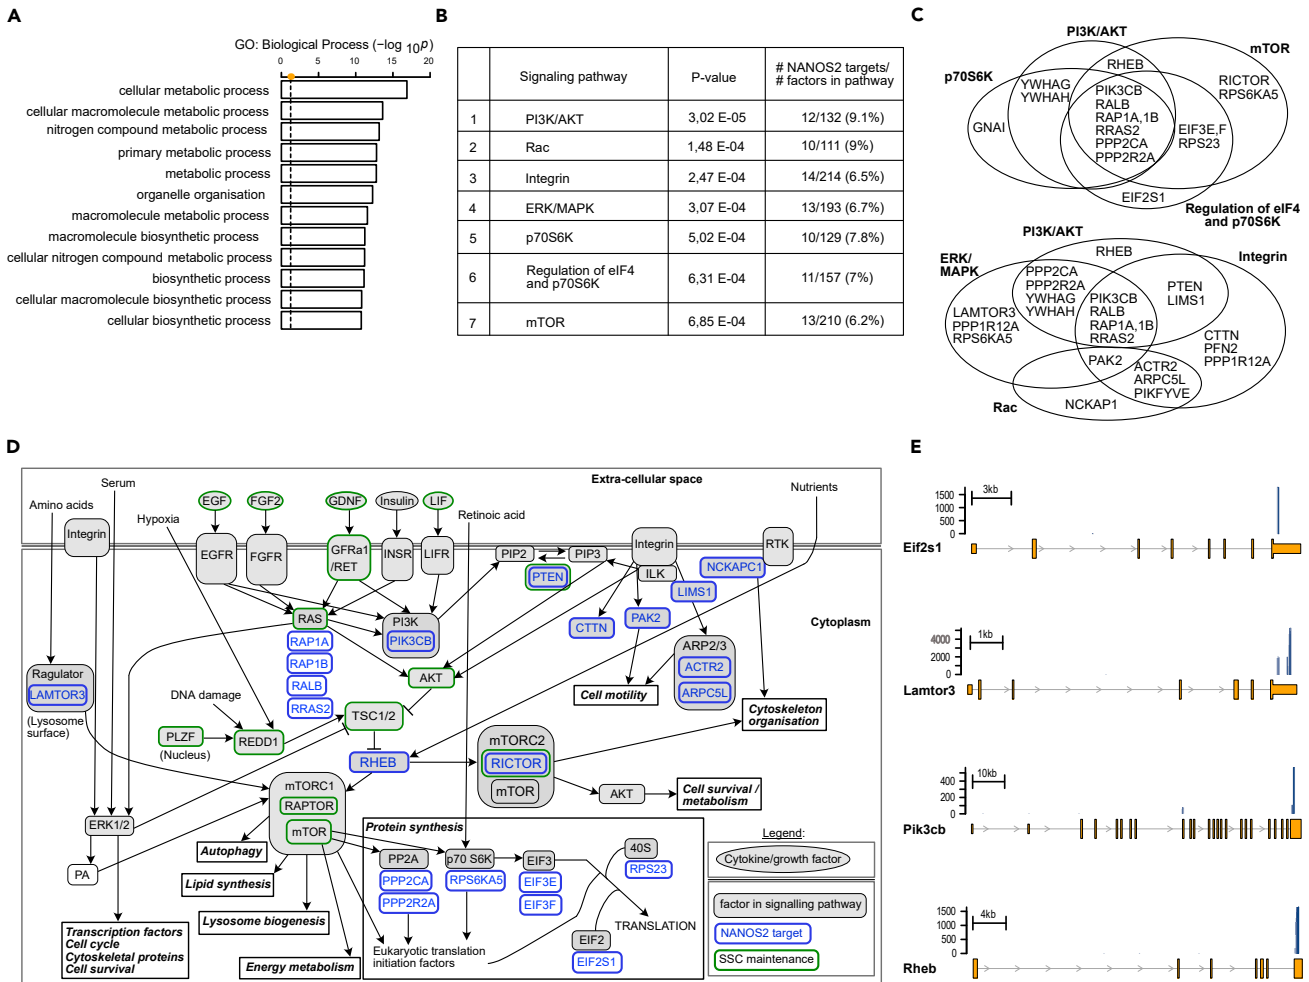 A
GO: Biological Process (−log 10 p)
0 5 10 15 20
cellular metabolic process
cellular macromolecule metabolic process
nitrogen compound metabolic process
primary metabolic process
metabolic process
organelle organisation
macromolecule metabolic process
macromolecule biosynthetic process
cellular nitrogen compound metabolic process
biosynthetic process
cellular macromolecule biosynthetic process
cellular biosynthetic process
B
Signaling pathway P-value # NANOS2 targets/
# factors in pathway
1 PI3K/AKT 3,02 E-05 12/132 (9.1%)
2 Rac 1,48 E-04 10/111 (9%)
3 Integrin 2,47 E-04 14/214 (6.5%)
4 ERK/MAPK 3,07 E-04 13/193 (6.7%)
5 p70S6K 5,02 E-04 10/129 (7.8%)
6 Regulation of eIF4
and p70S6K 6,31 E-04 11/157 (7%)
7 mTOR 6,85 E-04 13/210 (6.2%)
C
PI3K/AKT
mTOR
p70S6K
RHEB
YWHAG
YWHAH
RICTOR
RPS6KA5
PIK3CB
RALB
RAP1A,1B
RRAS2
PPP2CA
PPP2R2A
GNAI
EIF3E,F
RPS23
EIF2S1
Regulation of eIF4
and p70S6K
PI3K/AKT
ERK/
MAPK
RHEB
Integrin
PPP2CA
PPP2R2A
YWHAG
YWHAH
PTEN
LIMS1
PIK3CB
RALB
RAP1A,1B
RRAS2
LAMTOR3
PPP1R12A
RPS6KA5
CTTN
PFN2
PPP1R12A
PAK2
ACTR2
ARPC5L
PIKFYVE
Rac
NCKAP1
D
Extra-cellular space
Serum
Amino acids
Hypoxia
EGF
FGF2
GDNF
Insulin
LIF
Retinoic acid
Nutrients
Integrin
EGFR
FGFR
GFRa1
/RET
INSR
LIFR
PIP2
PIP3
PTEN
Integrin
ILK
RTK
NCKAPC1
LIMS1
Cytoplasm
RAS
RAP1A
RAP1B
RALB
RRAS2
PI3K
PIK3CB
CTTN
PAK2
ARP2/3
ACTR2
ARPC5L
AKT
Cell motility
Cytoskeleton
organisation
Ragulator
LAMTOR3
(Lysosome
surface)
DNA damage
PLZF
(Nucleus)
REDD1
TSC1/2
RHEB
mTORC2
RICTOR
mTOR
AKT
Cell survival /
metabolism
mTORC1
RAPTOR
mTOR
ERK1/2
PA
Autophagy
Lipid synthesis
Lysosome biogenesis
Energy metabolism
Transcription factors
Cell cycle
Cytoskeletal proteins
Cell survival
Protein synthesis
PP2A
PPP2CA
PPP2R2A
p70 S6K
RPS6KA5
EIF3
EIF3E
EIF3F
40S
RPS23
TRANSLATION
EIF2
EIF2S1
Eukaryotic translation
initiation factors
Legend:
Cytokine/growth factor
factor in signalling pathway
NANOS2 target
SSC maintenance
E
1500
1000
500
0
3kb
Eif2s1
4000
2000
0
1kb
Lamtor3
400
200
0
10kb
Pik3cb
1500
1000
500
0
4kb
Rheb